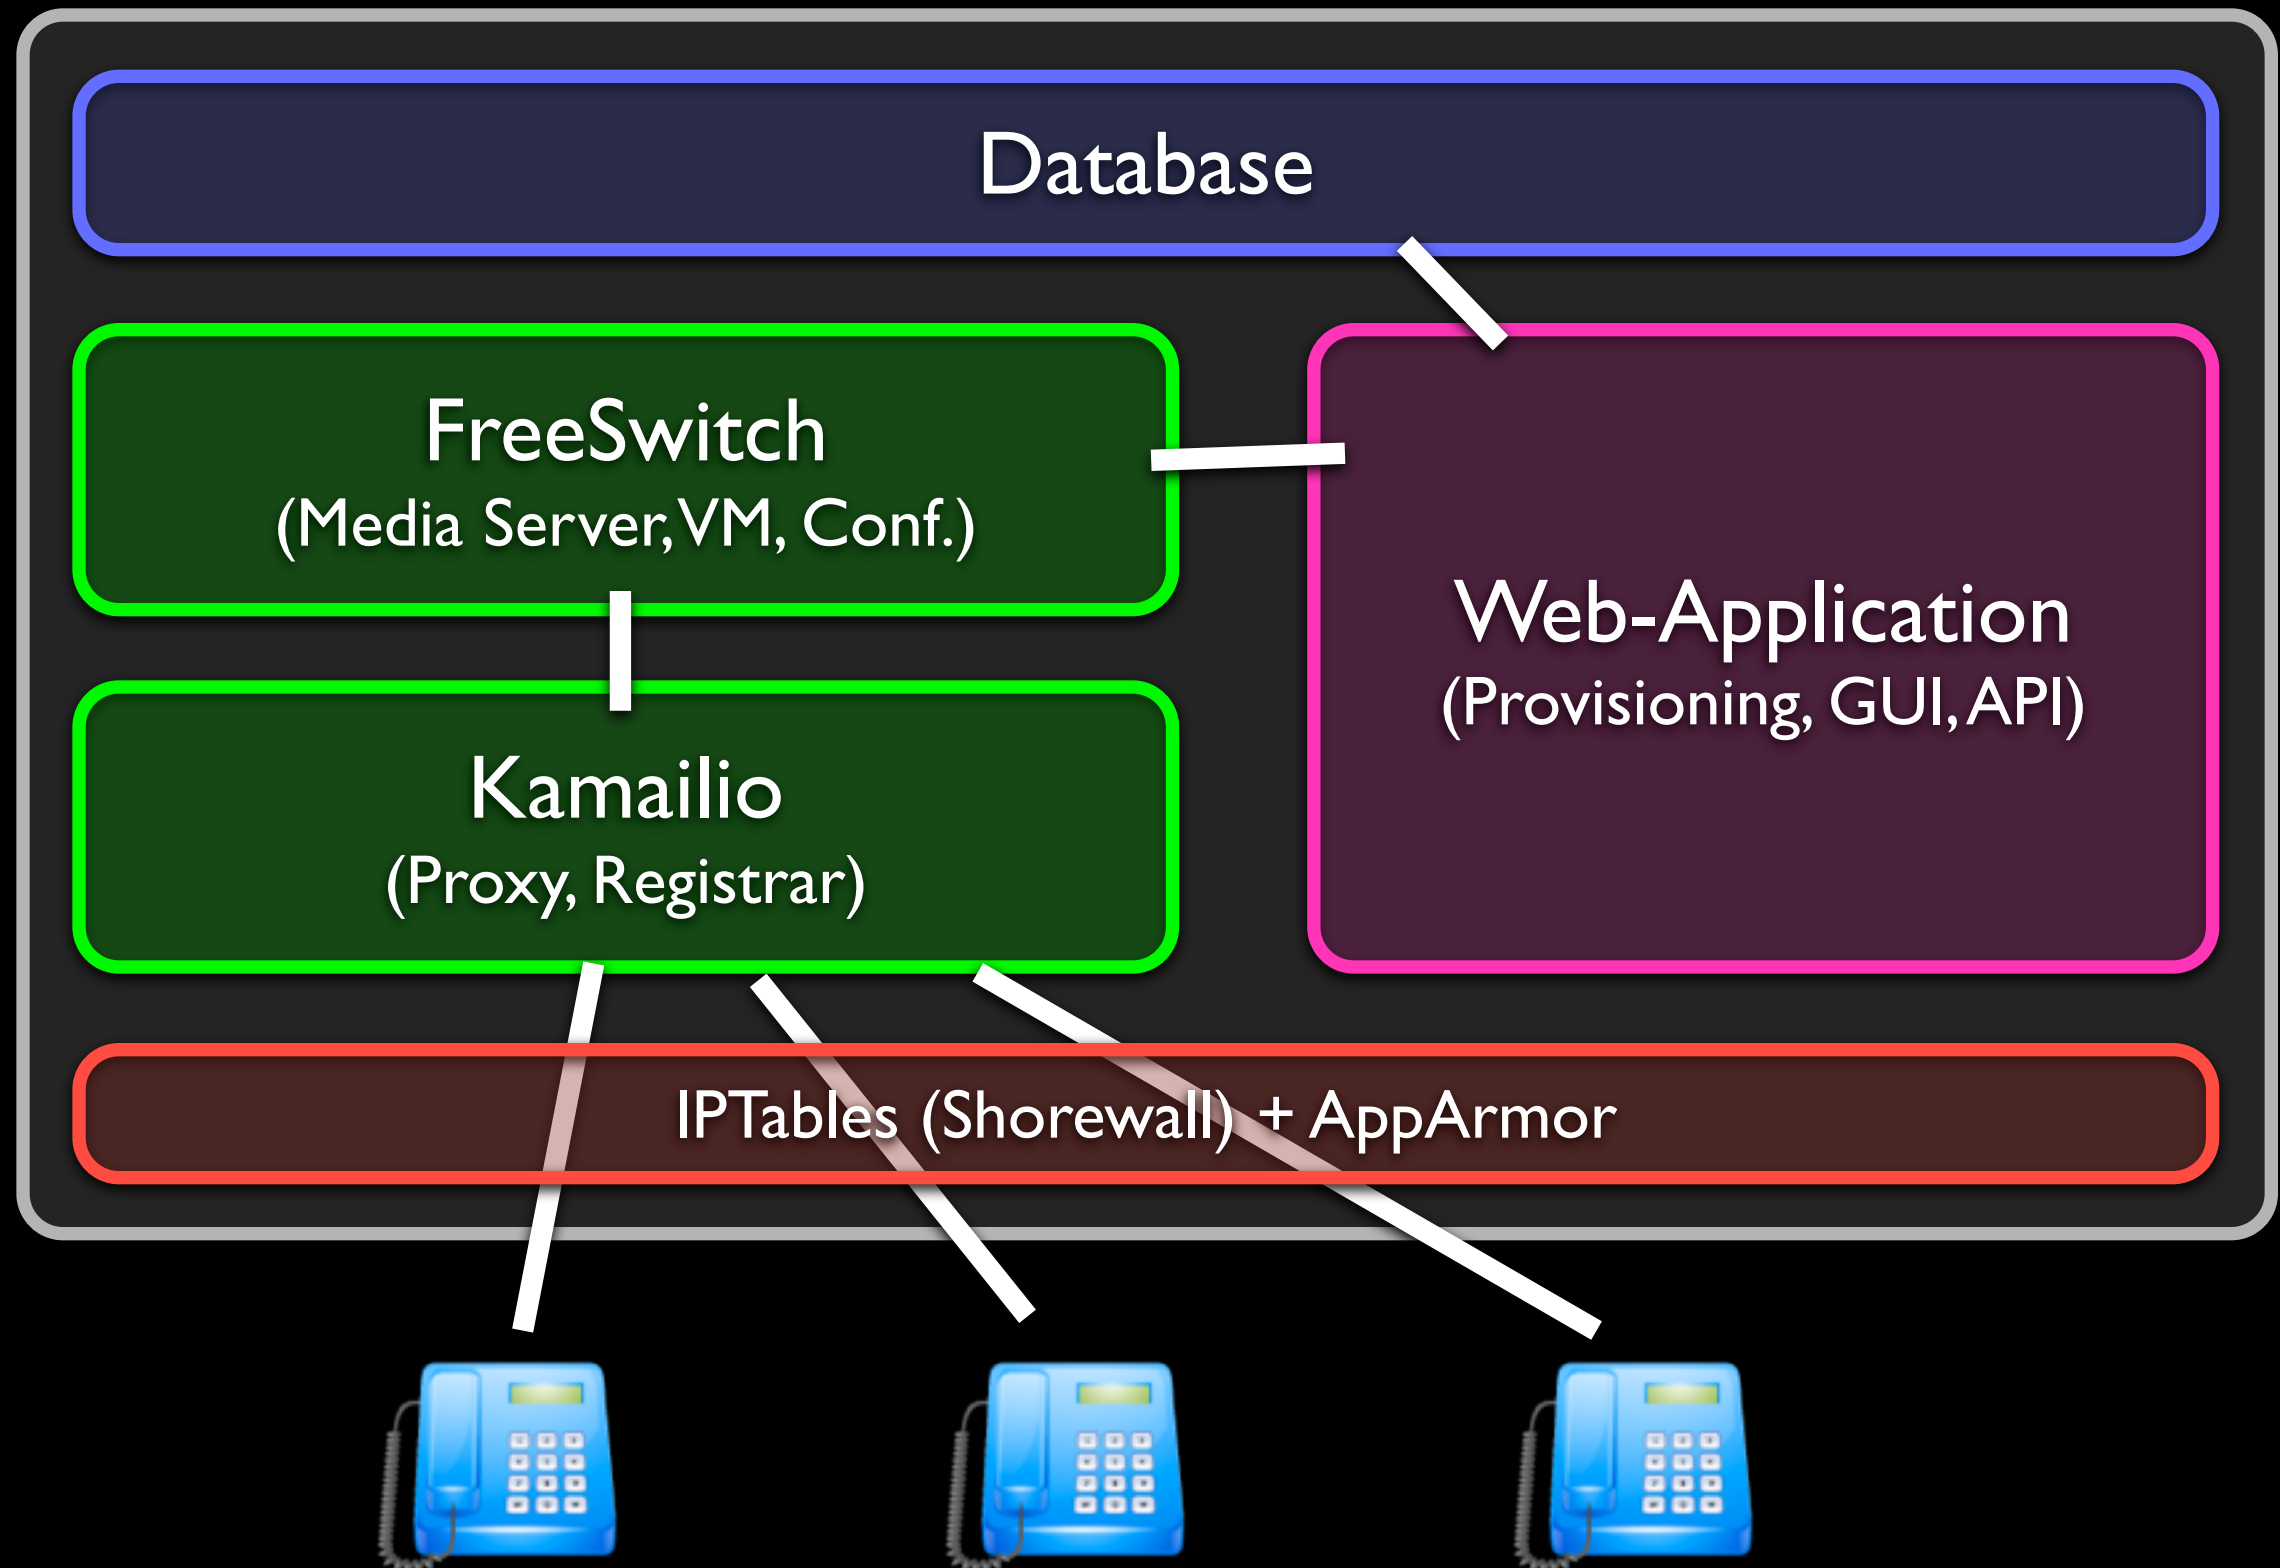 Database
FreeSwitch
(Media Server, VM, Conf.)
Web-Application
(Provisioning, GUI, API)
Kamailio
(Proxy, Registrar)
IPTables (Shorewall) + AppArmor